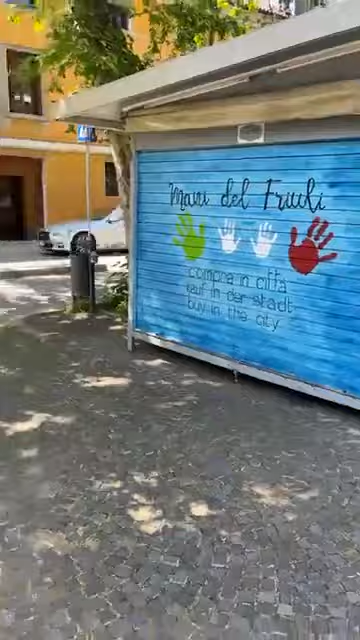 Mani del Friuli
compra in città
kauf in der stadt
buy in the city